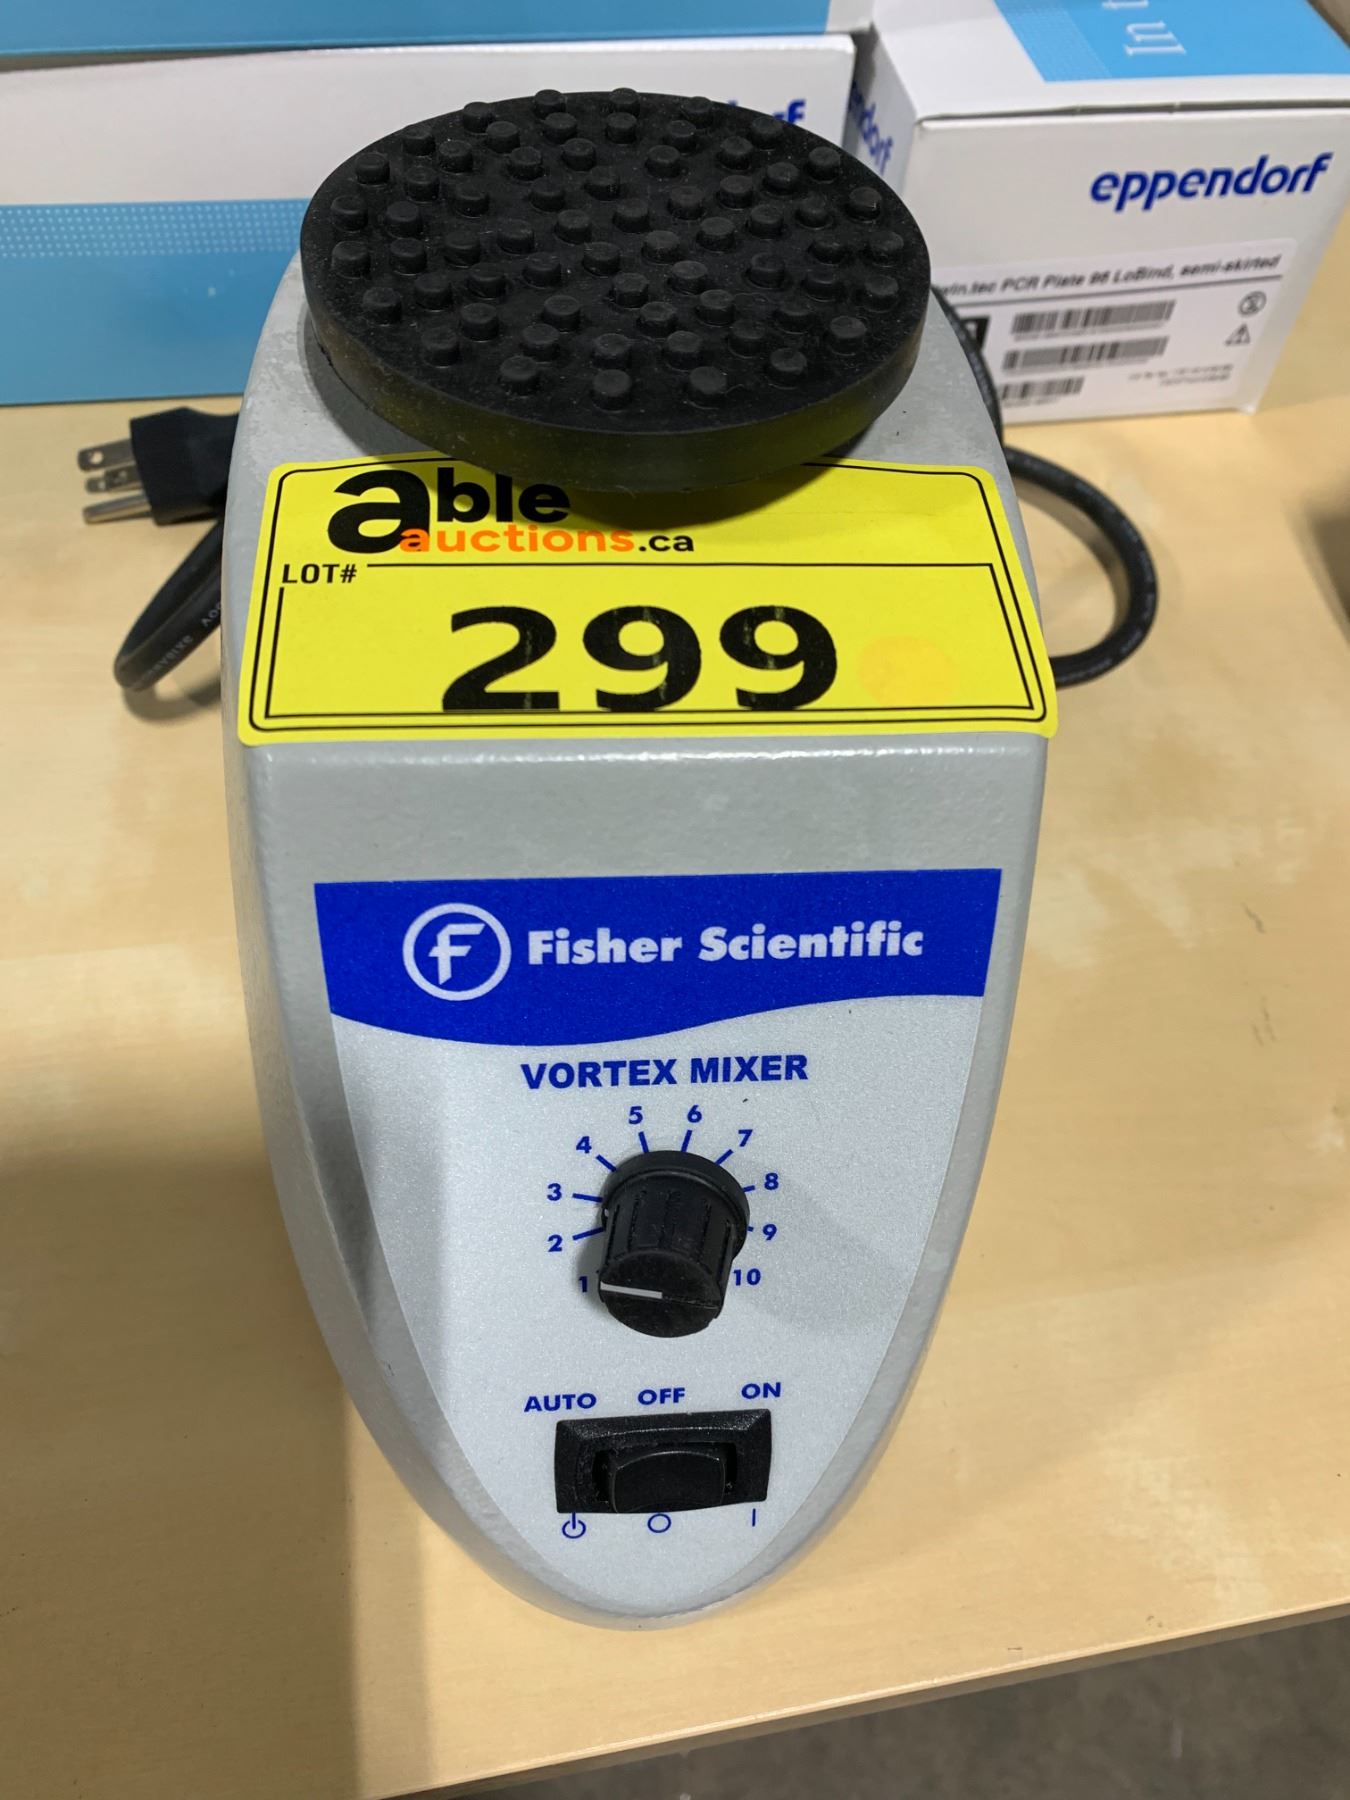 In
eppendorf
PCR Plate 96 LoBind, semi-skirted
able
auctions.ca
LOT#
299
F Fisher Scientific
VORTEX MIXER
5 6
4 7
3 8
2 9
1 10
AUTO OFF ON